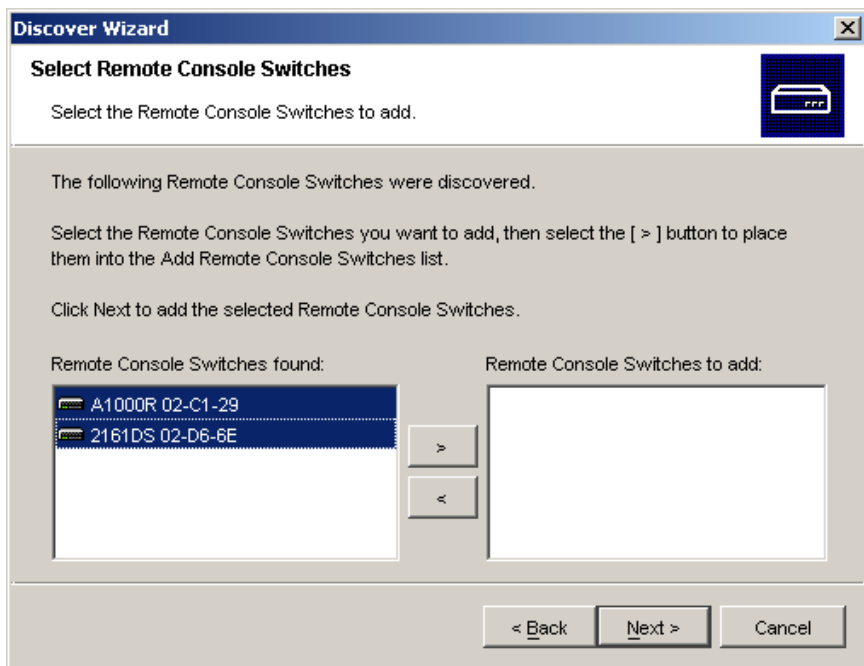 Discover Wizard
Select Remote Console Switches
Select the Remote Console Switches to add.
The following Remote Console Switches were discovered.
Select the Remote Console Switches you want to add, then select the [ > ] button to place
them into the Add Remote Console Switches list.
Click Next to add the selected Remote Console Switches.
Remote Console Switches found:
A1000R 02-C1-29
2161DS 02-D6-6E
>
<
Remote Console Switches to add:
< Back
Next >
Cancel